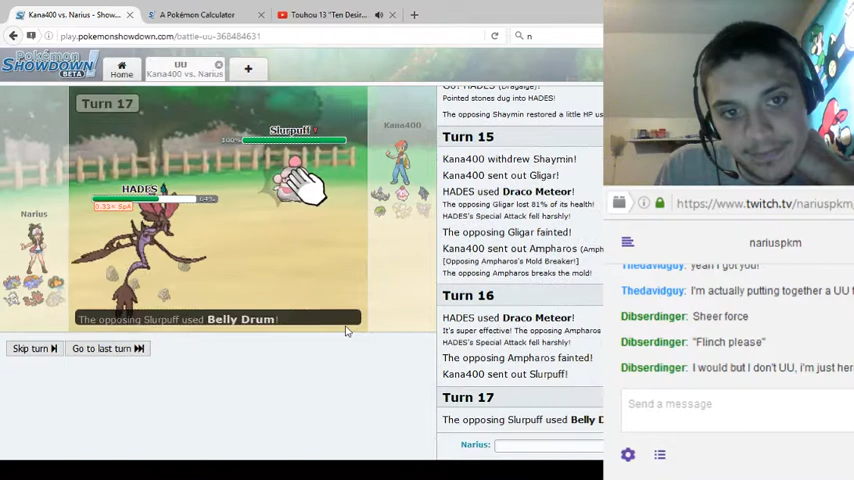 Kana400 vs. Narius - Show...
A Pokémon Calculator
Touhou 13 "Ten Desir
play.pokemonshowdown.com/battle-uu-368484631
n
Pokémon
SHOWDOWN!
BETA
Home
UU
Kana400 vs. Narius
Turn 17
Slurpuff
100%
Kana400
HADES
64%
0.33× SpA
Narius
The opposing Slurpuff used Belly Drum!
Skip turn
Go to last turn
Pointed stones dug into HADES!
The opposing Shaymin restored a little HP us
Turn 15
Kana400 withdrew Shaymin!
Kana400 sent out Gligar!
HADES used Draco Meteor!
The opposing Gligar lost 81% of its health!
HADES's Special Attack fell harshly!
The opposing Gligar fainted!
Kana400 sent out Ampharos (Amph
[Opposing Ampharos's Mold Breaker!]
The opposing Ampharos breaks the mold!
Turn 16
HADES used Draco Meteor!
It's super effective! The opposing Ampharos
HADES's Special Attack fell harshly!
The opposing Ampharos fainted!
Kana400 sent out Slurpuff!
Turn 17
The opposing Slurpuff used Belly D
Narius:
https://www.twitch.tv/nariuspkm
nariuspkm
Thedavidguy: yeah I got you!
Thedavidguy: I'm actually putting together a UU t
Dibserdinger: Sheer force
Dibserdinger: "Flinch please"
Dibserdinger: I would but I don't UU, i'm just her
Send a message